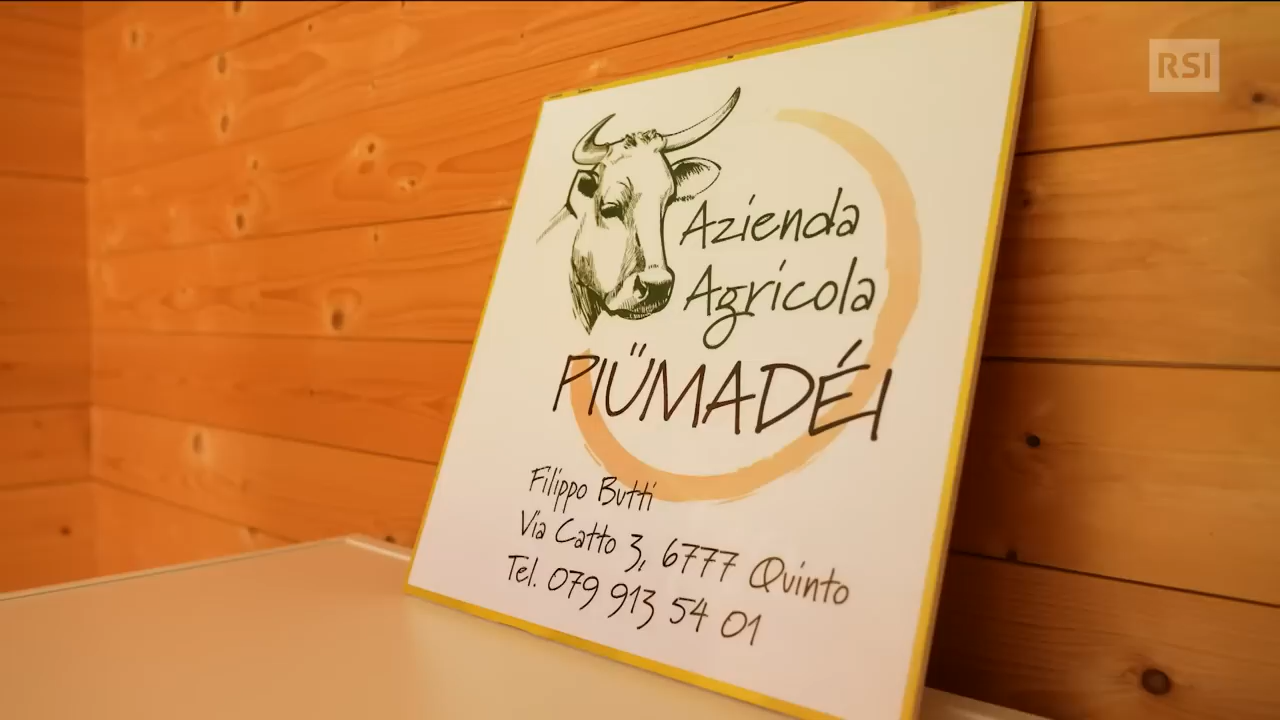 RSI
Azienda
Agricola
PIÜMADÉI
Filippo Butti
Via Catto 3, 6777 Quinto
Tel. 079 913 54 01